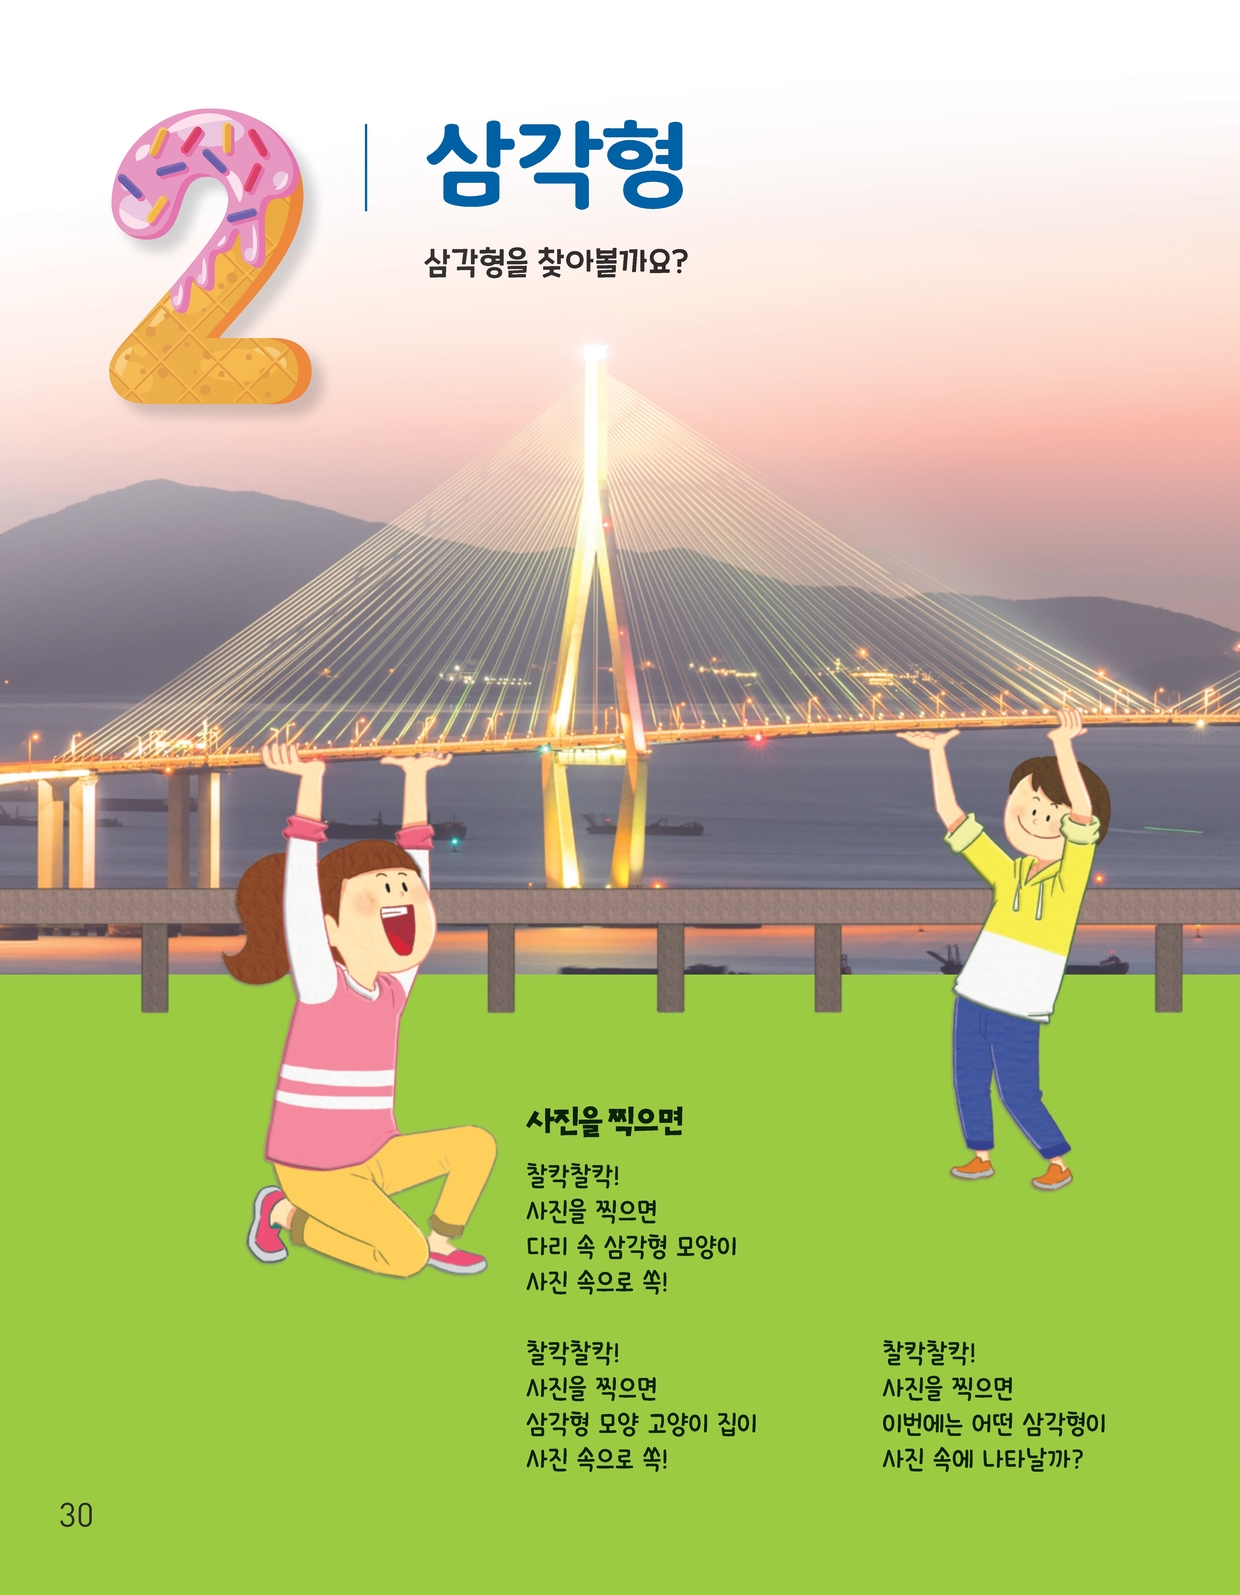 2
삼각형
삼각형을 찾아볼까요?
사진을 찍으면
찰칵찰칵!
사진을 찍으면
다리 속 삼각형 모양이
사진 속으로 쏙!
찰칵찰칵!
사진을 찍으면
삼각형 모양 고양이 집이
사진 속으로 쏙!
찰칵찰칵!
사진을 찍으면
이번에는 어떤 삼각형이
사진 속에 나타날까?
30